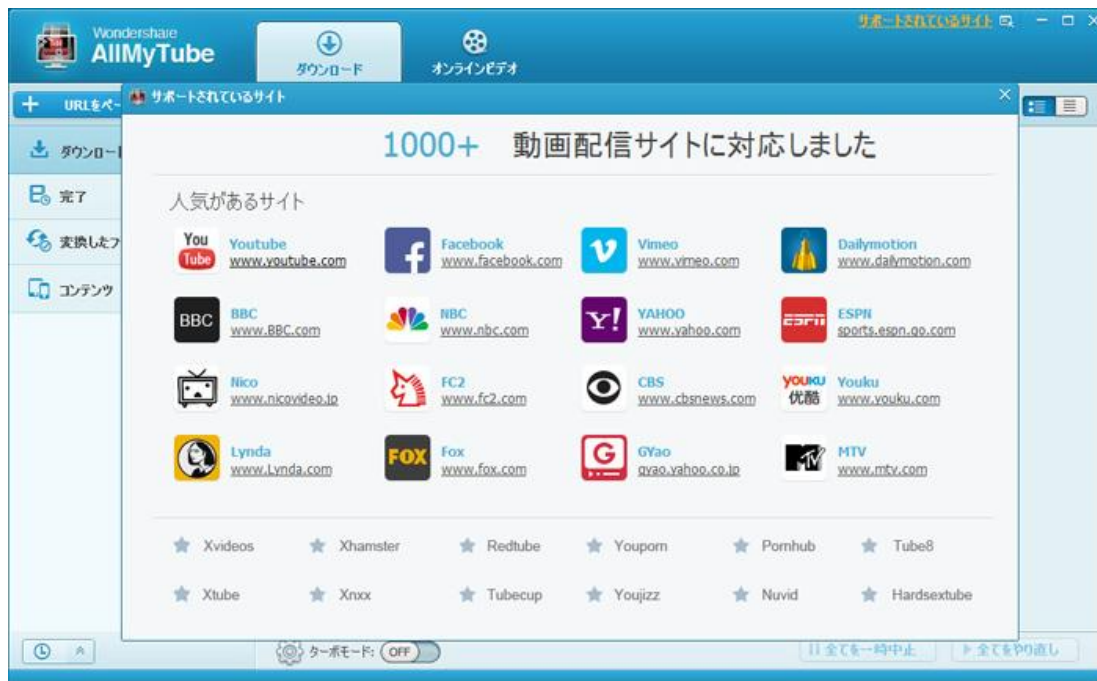 Wondershare
AllMyTube
ダウンロード
オンラインビデオ
サポートされているサイト
URLをペー
サポートされているサイト
ダウンロード
完了
変換したフ
コンテンツ
1000+ 動画配信サイトに対応しました
人気があるサイト
You Tube
Youtube
www.youtube.com
Facebook
www.facebook.com
Vimeo
www.vimeo.com
Dailymotion
www.dailymotion.com
BBC
BBC
www.BBC.com
NBC
www.nbc.com
Y!
YAHOO
www.yahoo.com
ESPN
ESPN
sports.espn.go.com
Nico
www.nicovideo.jp
FC2
www.fc2.com
CBS
www.cbsnews.com
YOUKU
优酷
Youku
www.youku.com
Lynda
www.Lynda.com
FOX
Fox
www.fox.com
G
GYao
gyao.yahoo.co.jp
MTV
MTV
www.mtv.com
Xvideos Xhamster Redtube Youporn Pornhub Tube8
Xtube Xnxx Tubecup Youjizz Nuvid Hardsextube
ターボモード: OFF
全てを一時中止
全てをやり直し